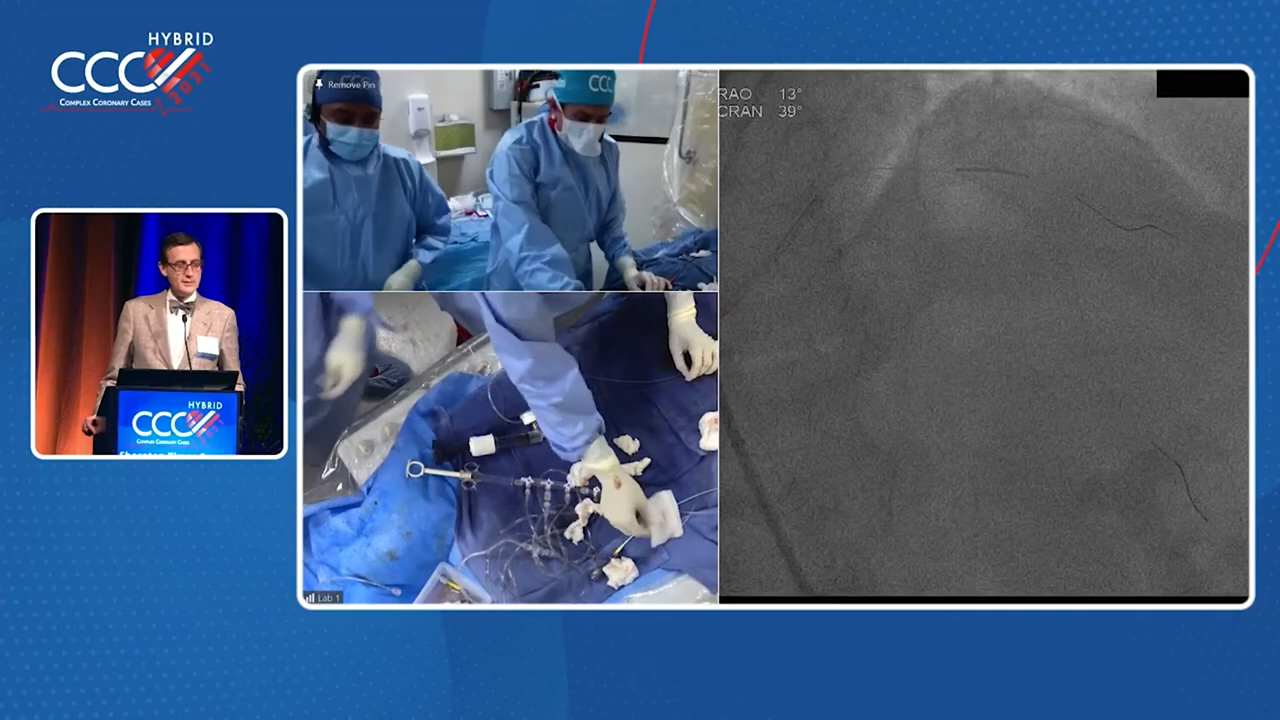 HYBRID
CCC
2021
COMPLEX CORONARY CASES
Remove Pin
CCC
RAO 13°
CRAN 39°
HYBRID
CCC
COMPLEX CORONARY CASES
Lab 1